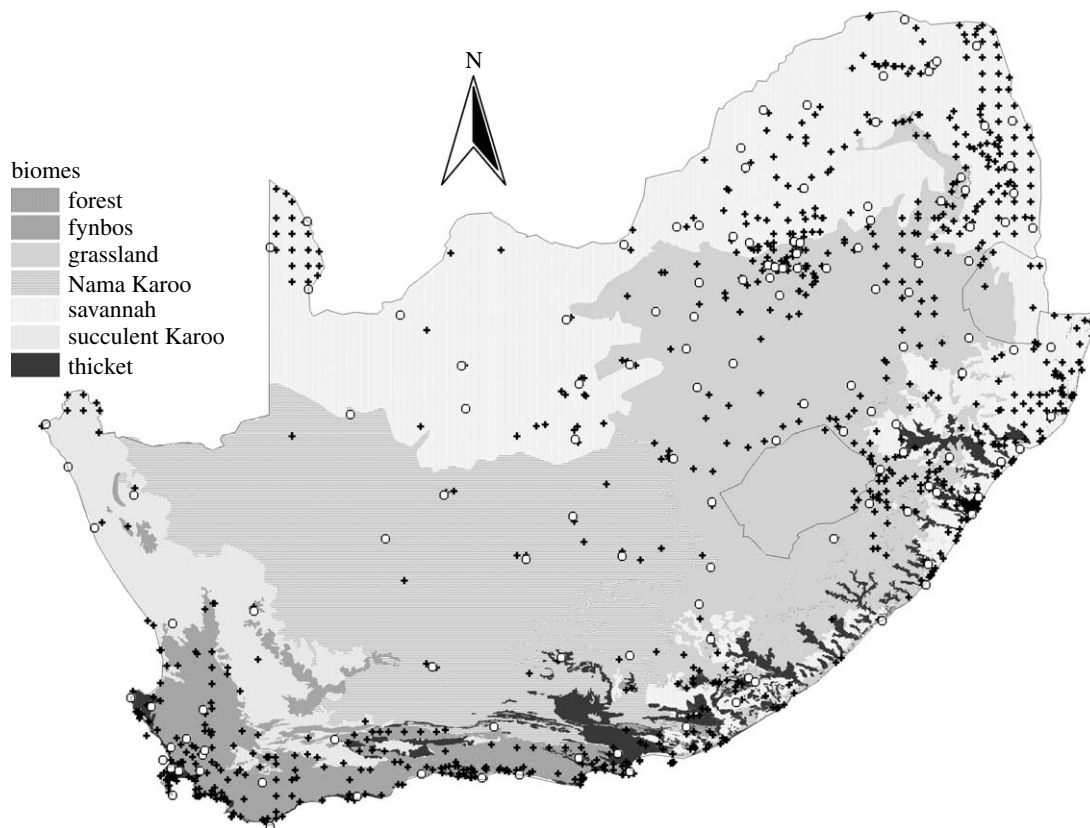 N
biomes
forest
fynbos
grassland
Nama Karoo
savannah
succulent Karoo
thicket